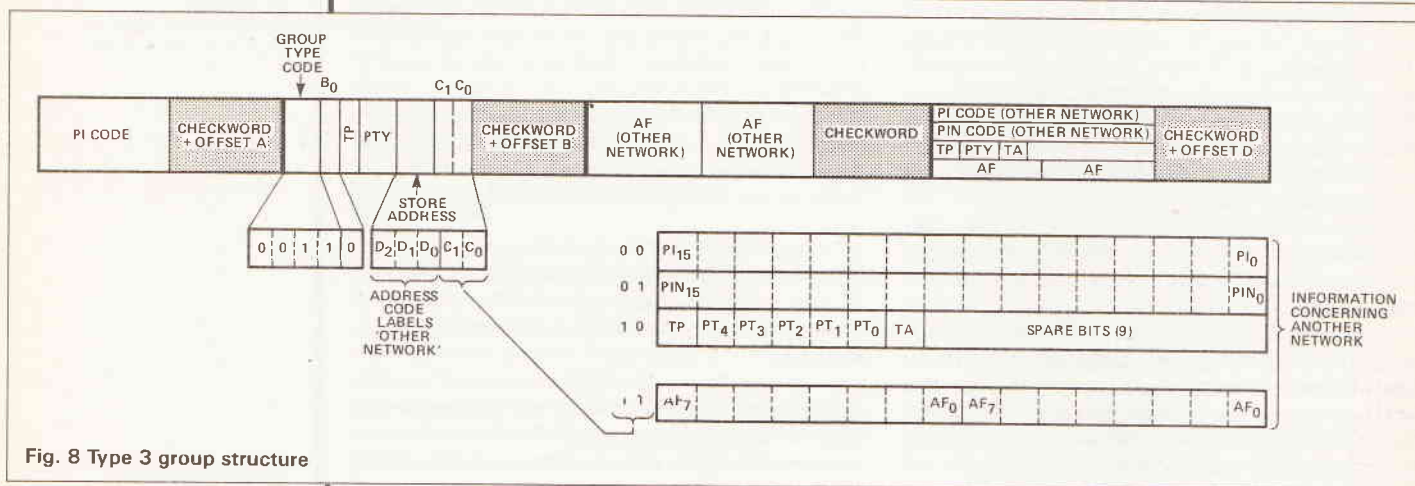 GROUP
TYPE
CODE
B0
C1 C0
PI CODE
CHECKWORD
+ OFFSET A
TP
PTY
CHECKWORD
+ OFFSET B
AF
(OTHER
NETWORK)
AF
(OTHER
NETWORK)
CHECKWORD
PI CODE (OTHER NETWORK)
PIN CODE (OTHER NETWORK)
TP PTY TA
AF AF
CHECKWORD
+ OFFSET D
STORE
ADDRESS
0 0 1 1 0
D2 D1 D0 C1 C0
ADDRESS
CODE
LABELS
'OTHER
NETWORK'
0 0 PI15 PI0
0 1 PIN15 PIN0
1 0 TP PT4 PT3 PT2 PT1 PT0 TA SPARE BITS (9)
1 1 AF7 AF0 AF7 AF0
INFORMATION
CONCERNING
ANOTHER
NETWORK
Fig. 8 Type 3 group structure